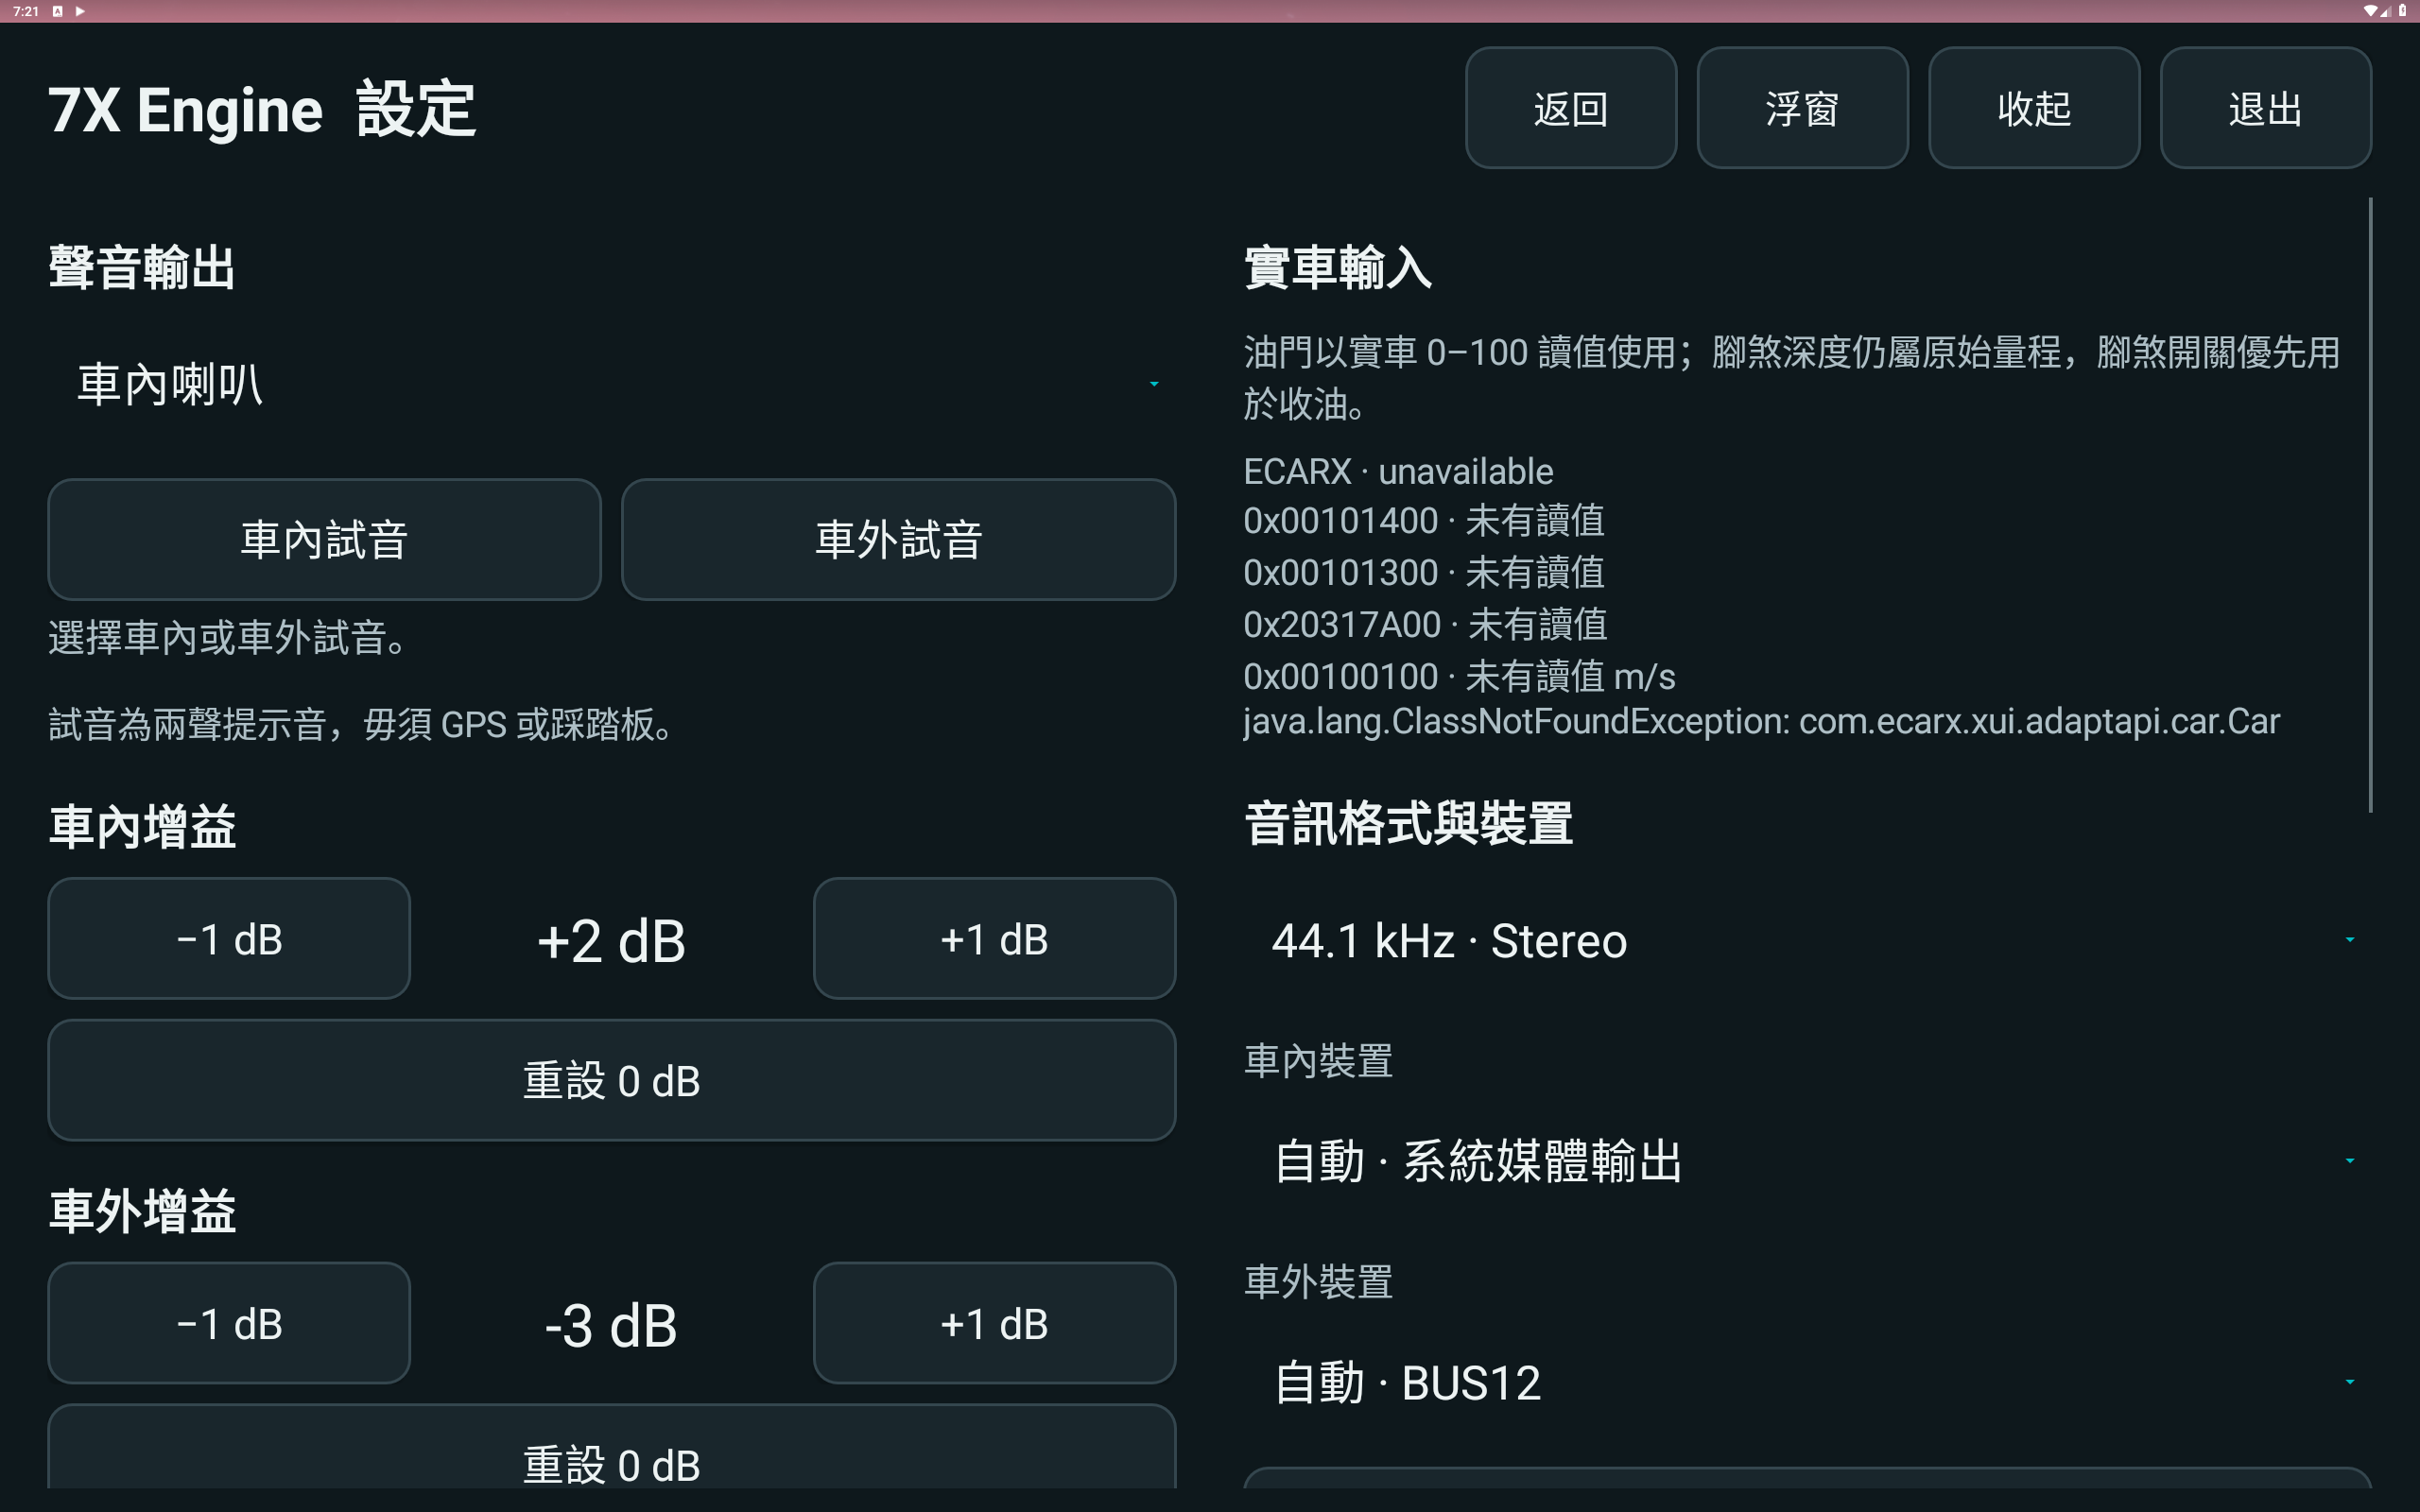 7:21
7X Engine 設定
返回
浮窗
收起
退出
聲音輸出
車內喇叭
車內試音
車外試音
選擇車內或車外試音。
試音為兩聲提示音，毋須 GPS 或踩踏板。
車內增益
−1 dB
+2 dB
+1 dB
重設 0 dB
車外增益
−1 dB
-3 dB
+1 dB
重設 0 dB
實車輸入
油門以實車 0–100 讀值使用；腳煞深度仍屬原始量程，腳煞開關優先用
於收油。
ECARX · unavailable
0x00101400 · 未有讀值
0x00101300 · 未有讀值
0x20317A00 · 未有讀值
0x00100100 · 未有讀值 m/s
java.lang.ClassNotFoundException: com.ecarx.xui.adaptapi.car.Car
音訊格式與裝置
44.1 kHz · Stereo
車內裝置
自動 · 系統媒體輸出
車外裝置
自動 · BUS12